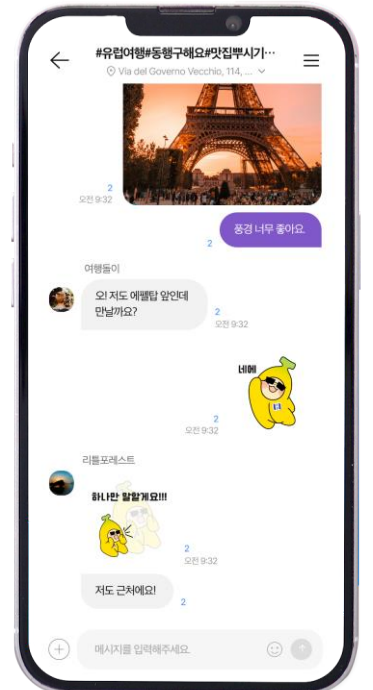 #유럽여행#동행구해요#맛집뿌시기…
Via del Governo Vecchio, 114, ...
2
오전 9:32
풍경 너무 좋아요.
2
여행돌이
오! 저도 에펠탑 앞인데
만날까요?
2
오전 9:32
네에
2
오전 9:32
리틀포레스트
하나만 말할게요!!!
2
오전 9:32
저도 근처에요!
2
메시지를 입력해주세요.